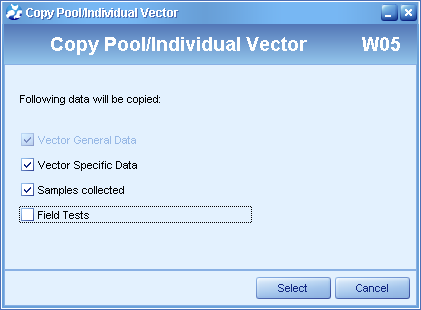 Copy Pool/Individual Vector
Copy Pool/Individual Vector W05
Following data will be copied:
Vector General Data
Vector Specific Data
Samples collected
Field Tests
Select Cancel